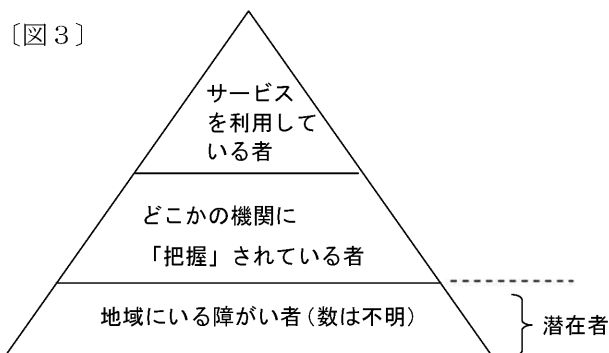 〔図３〕
サービス
を利用して
いる者
どこかの機関に
「把握」されている者
地域にいる障がい者（数は不明）
潜在者